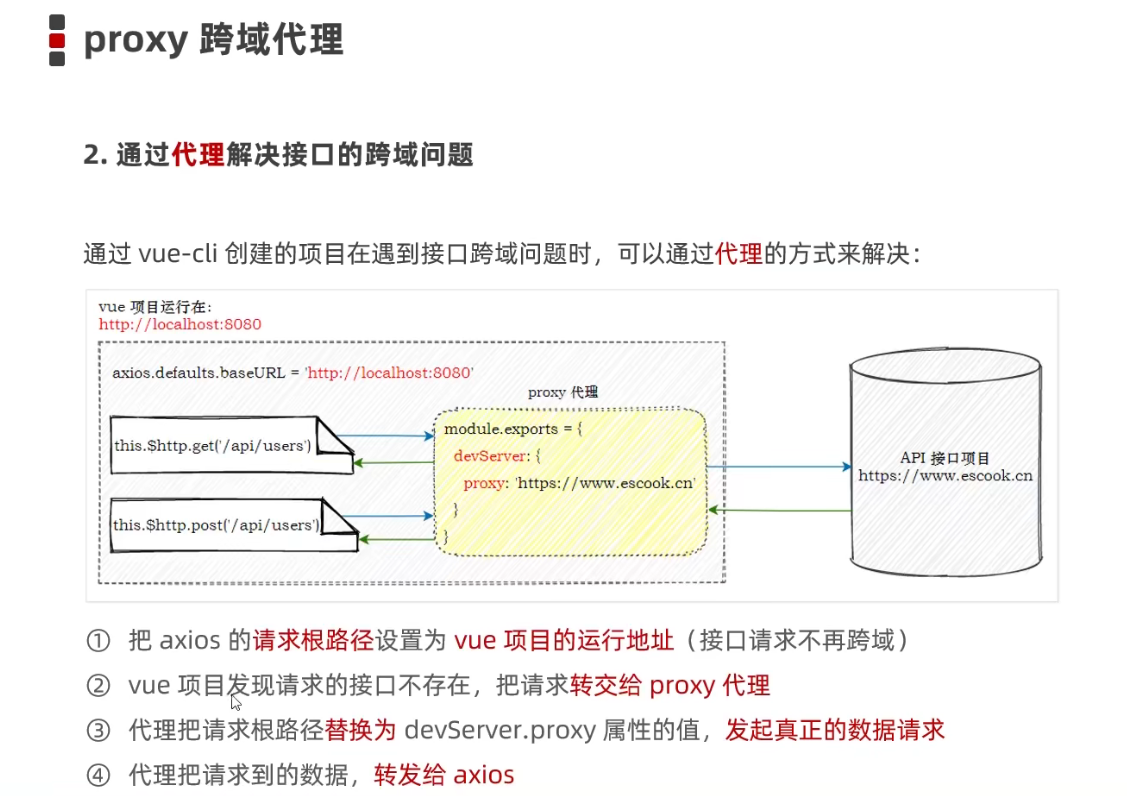 proxy 跨域代理
2. 通过代理解决接口的跨域问题
通过 vue-cli 创建的项目在遇到接口跨域问题时，可以通过代理的方式来解决：
vue 项目运行在：
http://localhost:8080
axios.defaults.baseURL = 'http://localhost:8080'
proxy 代理
this.$http.get('/api/users')
this.$http.post('/api/users')
module.exports = {
devServer: {
proxy: 'https://www.escook.cn'
}
}
API 接口项目
https://www.escook.cn
① 把 axios 的请求根路径设置为 vue 项目的运行地址（接口请求不再跨域）
② vue 项目发现请求的接口不存在，把请求转交给 proxy 代理
③ 代理把请求根路径替换为 devServer.proxy 属性的值，发起真正的数据请求
④ 代理把请求到的数据，转发给 axios